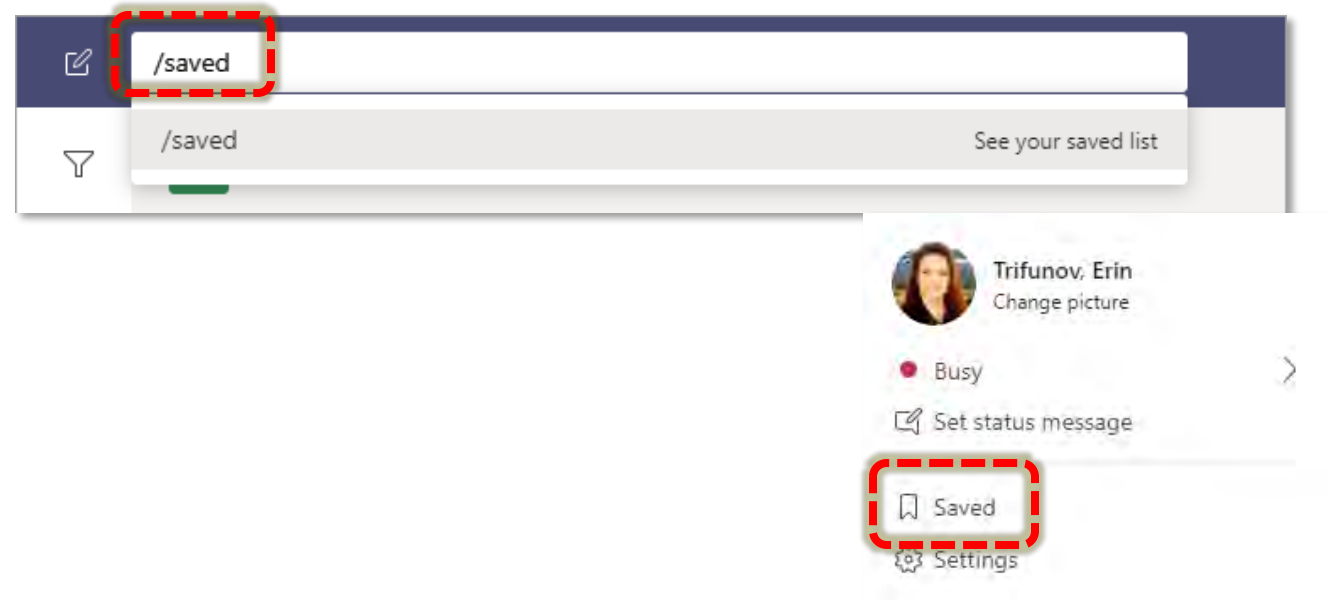 /saved
/saved See your saved list
Trifunov, Erin
Change picture
Busy
Set status message
Saved
Settings